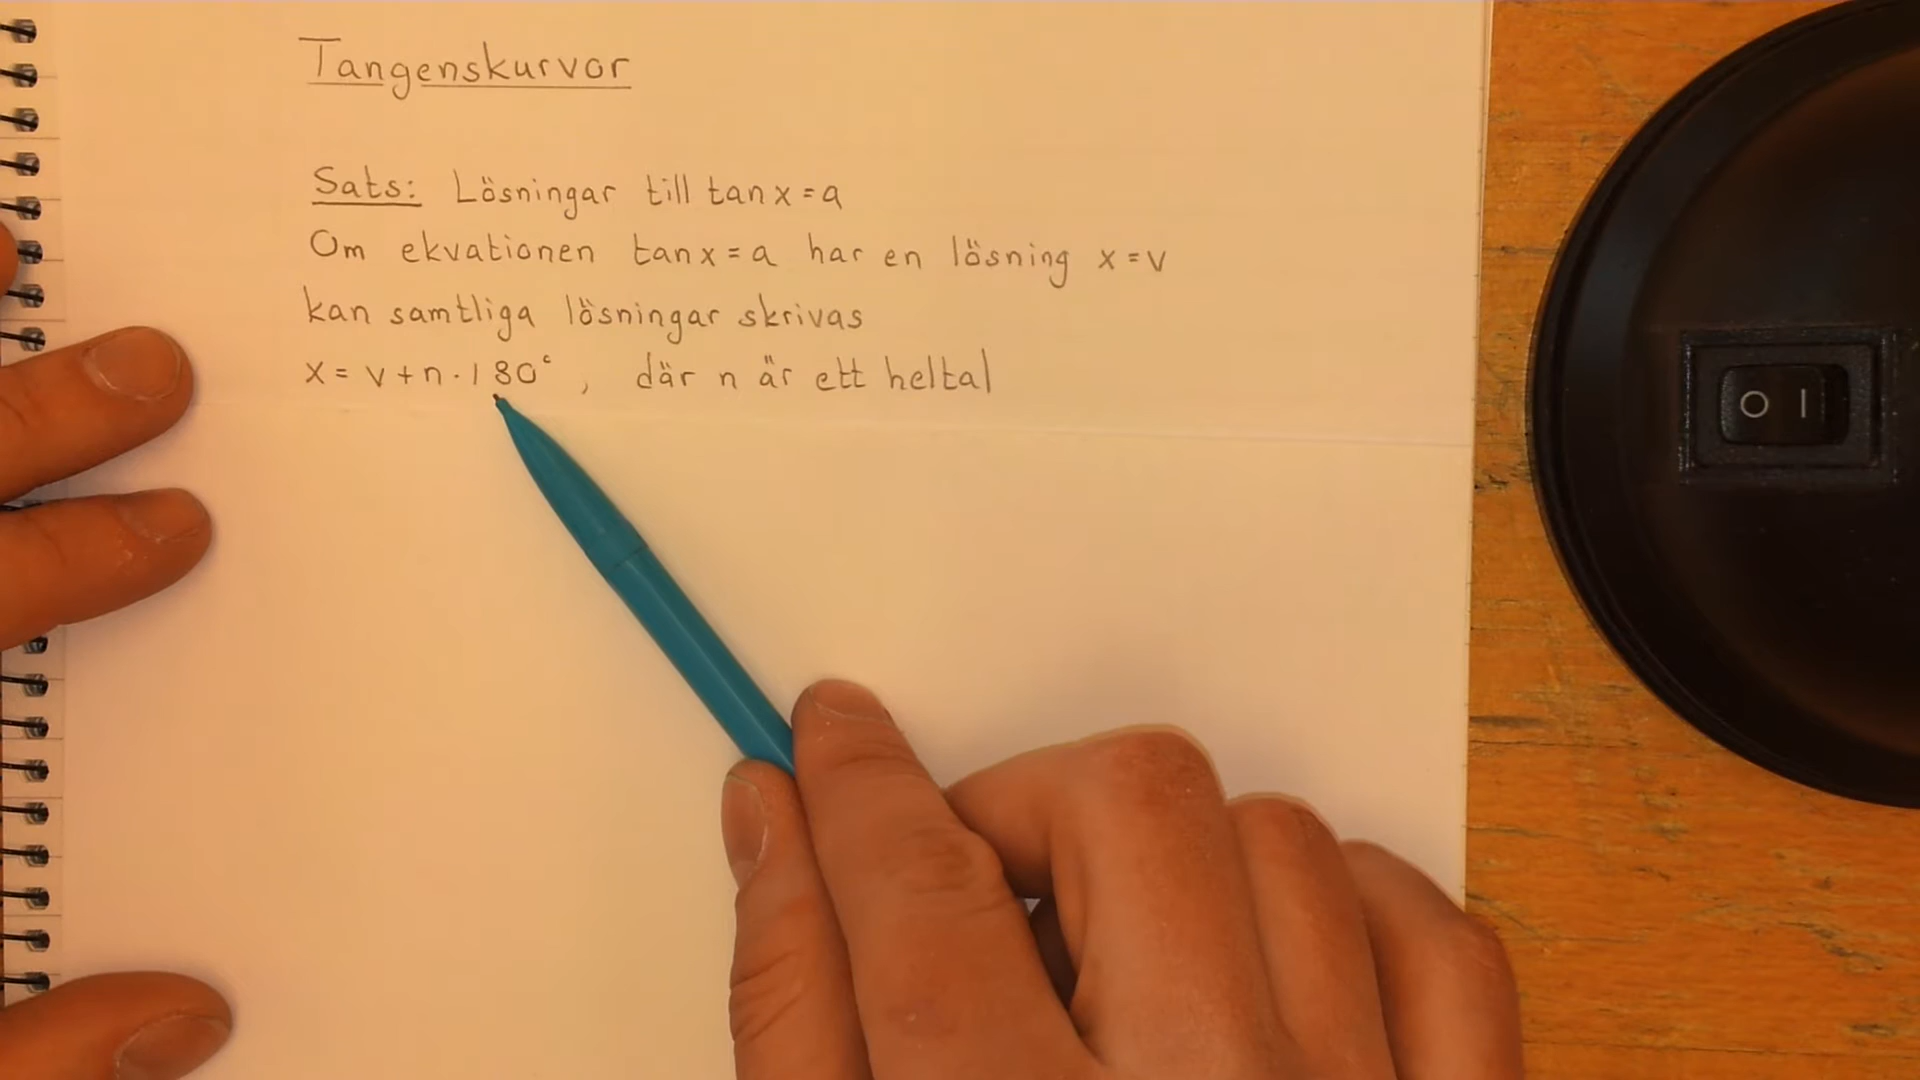 Tangenskurvor
Sats: Lösningar till tan x = a
Om ekvationen tan x = a har en lösning x = v
kan samtliga lösningar skrivas
x = v + n · 180° , där n är ett heltal
O I